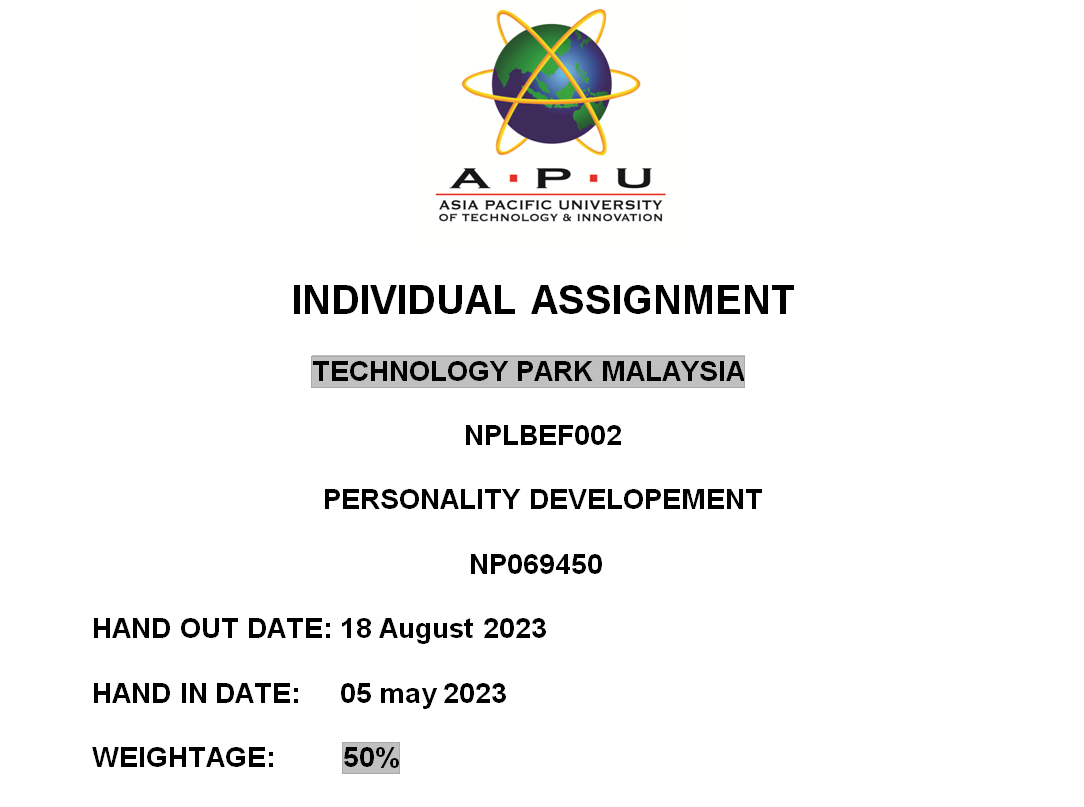 A·P·U
ASIA PACIFIC UNIVERSITY
OF TECHNOLOGY & INNOVATION
INDIVIDUAL ASSIGNMENT
TECHNOLOGY PARK MALAYSIA
NPLBEF002
PERSONALITY DEVELOPEMENT
NP069450
HAND OUT DATE: 18 August 2023
HAND IN DATE: 05 may 2023
WEIGHTAGE: 50%